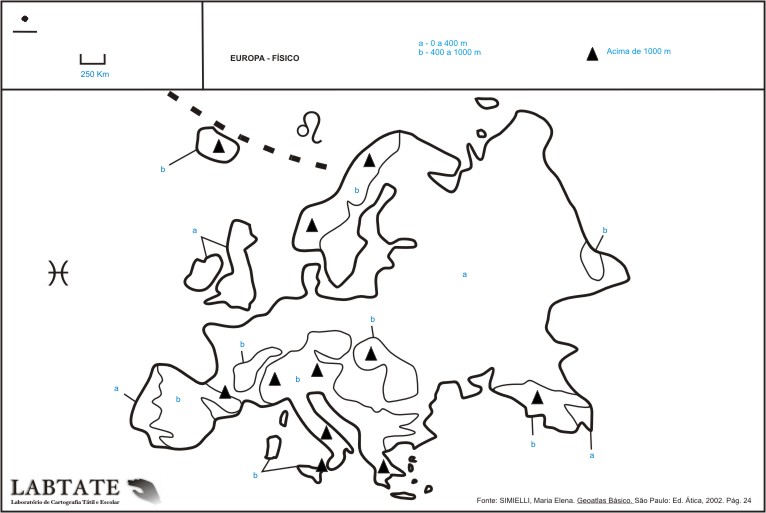 250 Km
EUROPA - FÍSICO
a - 0 a 400 m
b - 400 a 1000 m
Acima de 1000 m
b
b
a
b
a
b
b
b
a
b
b
b
b
a
LABTATE
Laboratório de Cartografia Tátil e Escolar
Fonte: SIMIELLI, Maria Elena. Geoatlas Básico. São Paulo: Ed. Ática, 2002. Pág. 24